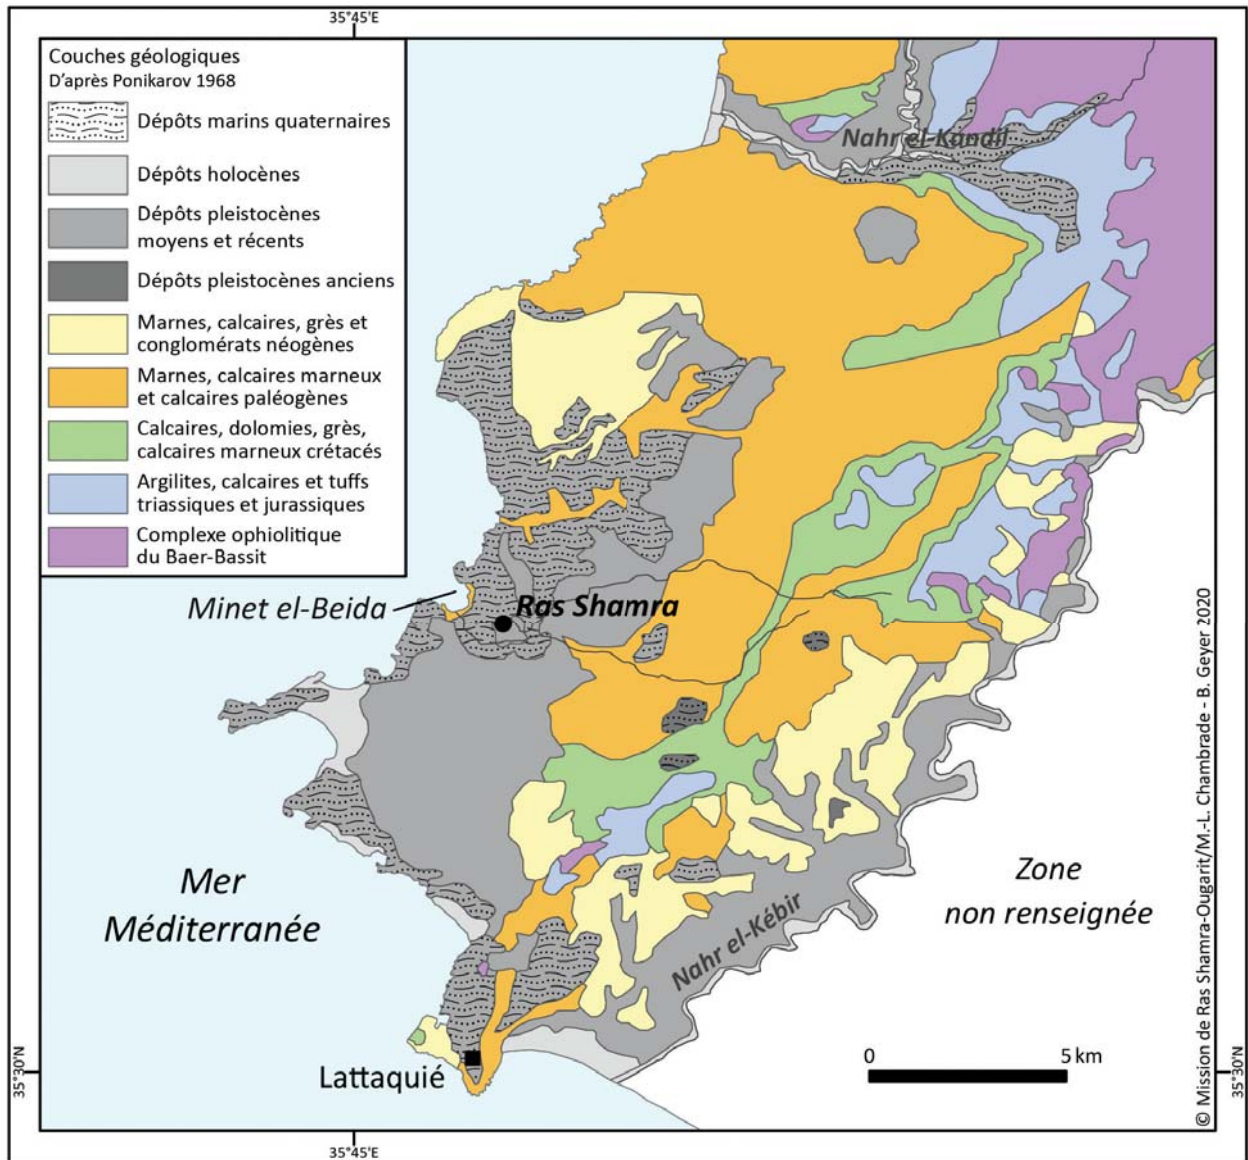 35°45'E
Couches géologiques
D'après Ponikarov 1968
Dépôts marins quaternaires
Dépôts holocènes
Dépôts pleistocènes
moyens et récents
Dépôts pleistocènes anciens
Marnes, calcaires, grès et
conglomérats néogènes
Marnes, calcaires marneux
et calcaires paléogènes
Calcaires, dolomies, grès,
calcaires marneux crétacés
Argilites, calcaires et tuffs
triassiques et jurassiques
Complexe ophiolitique
du Baer-Bassit
Nahr el-Kandil
Minet el-Beida
Ras Shamra
Mer
Méditerranée
Zone
non renseignée
Nahr el-Kébir
Lattaquié
0 5 km
35°30'N
35°30'N
35°45'E
© Mission de Ras Shamra-Ougarit/M.-L. Chambrade - B. Geyer 2020